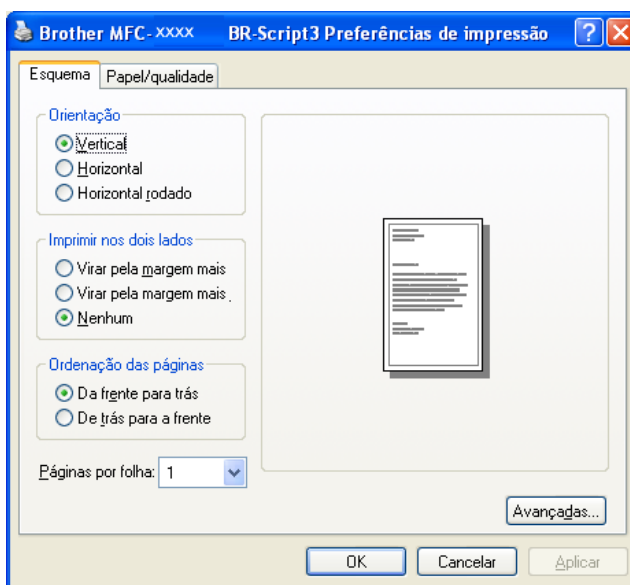 Brother MFC- XXXX BR-Script3 Preferências de impressão
Esquema Papel/qualidade
Orientação
Vertical
Horizontal
Horizontal rodado
Imprimir nos dois lados
Virar pela margem mais
Virar pela margem mais .
Nenhum
Ordenação das páginas
Da frente para trás
De trás para a frente
Páginas por folha: 1
Avançadas...
OK Cancelar Aplicar